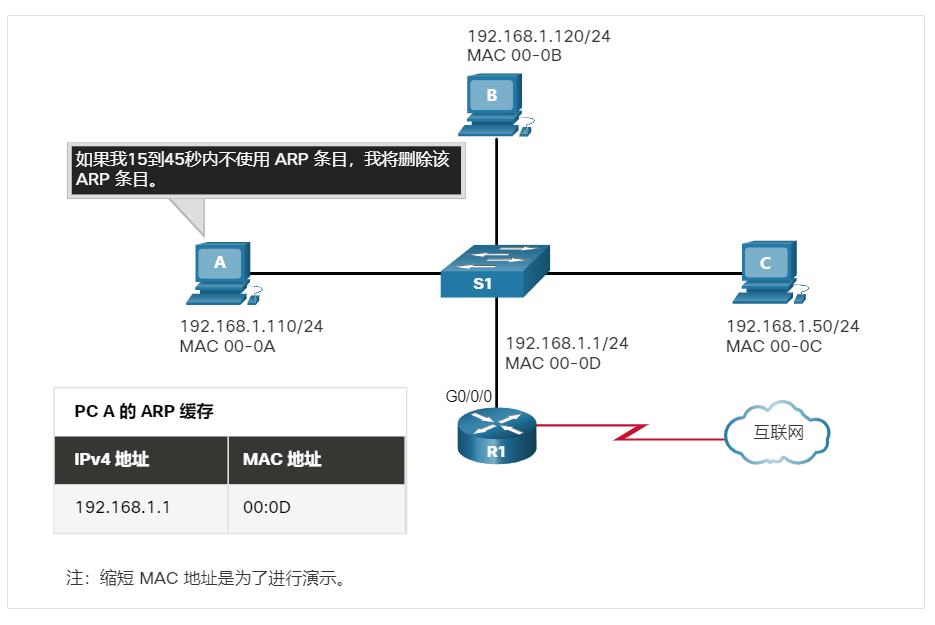 192.168.1.120/24
MAC 00-0B
B
如果我15到45秒内不使用 ARP 条目，我将删除该
ARP 条目。
A
S1
C
192.168.1.110/24
MAC 00-0A
192.168.1.1/24
MAC 00-0D
192.168.1.50/24
MAC 00-0C
G0/0/0
R1
互联网
PC A 的 ARP 缓存
IPv4 地址 MAC 地址
192.168.1.1 00:0D
注：缩短 MAC 地址是为了进行演示。